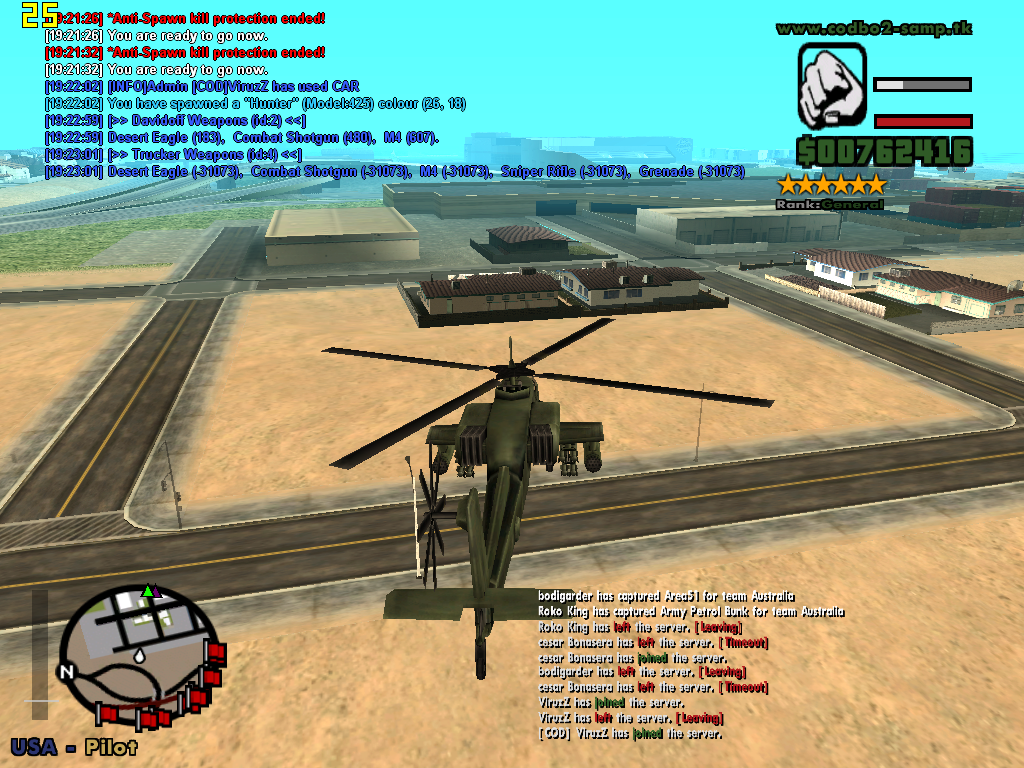 25
[19:21:26] *Anti-Spawn kill protection ended!
[19:21:26] You are ready to go now.
[19:21:32] *Anti-Spawn kill protection ended!
[19:21:32] You are ready to go now.
[19:22:02] [INFO]Admin [COD]ViruzZ has used CAR
[19:22:02] You have spawned a "Hunter" (Model:425) colour (26, 18)
[19:22:59] [>> Davidoff Weapons (id:2) <<]
[19:22:59] Desert Eagle (183), Combat Shotgun (480), M4 (607).
[19:23:01] [>> Trucker Weapons (id:4) <<]
[19:23:01] Desert Eagle (-31073), Combat Shotgun (-31073), M4 (-31073), Sniper Rifle (-31073), Grenade (-31073)
www.codbo2-samp.tk
$00762416
Rank:General
bodigarder has captured Area51 for team Australia
Roko King has captured Army Petrol Bunk for team Australia
Roko King has left the server. [Leaving]
cesar Bonasera has left the server. [Timeout]
cesar Bonasera has joined the server.
bodigarder has left the server. [Leaving]
cesar Bonasera has left the server. [Timeout]
ViruzZ has joined the server.
ViruzZ has left the server. [Leaving]
[COD] ViruzZ has joined the server.
N
USA - Pilot